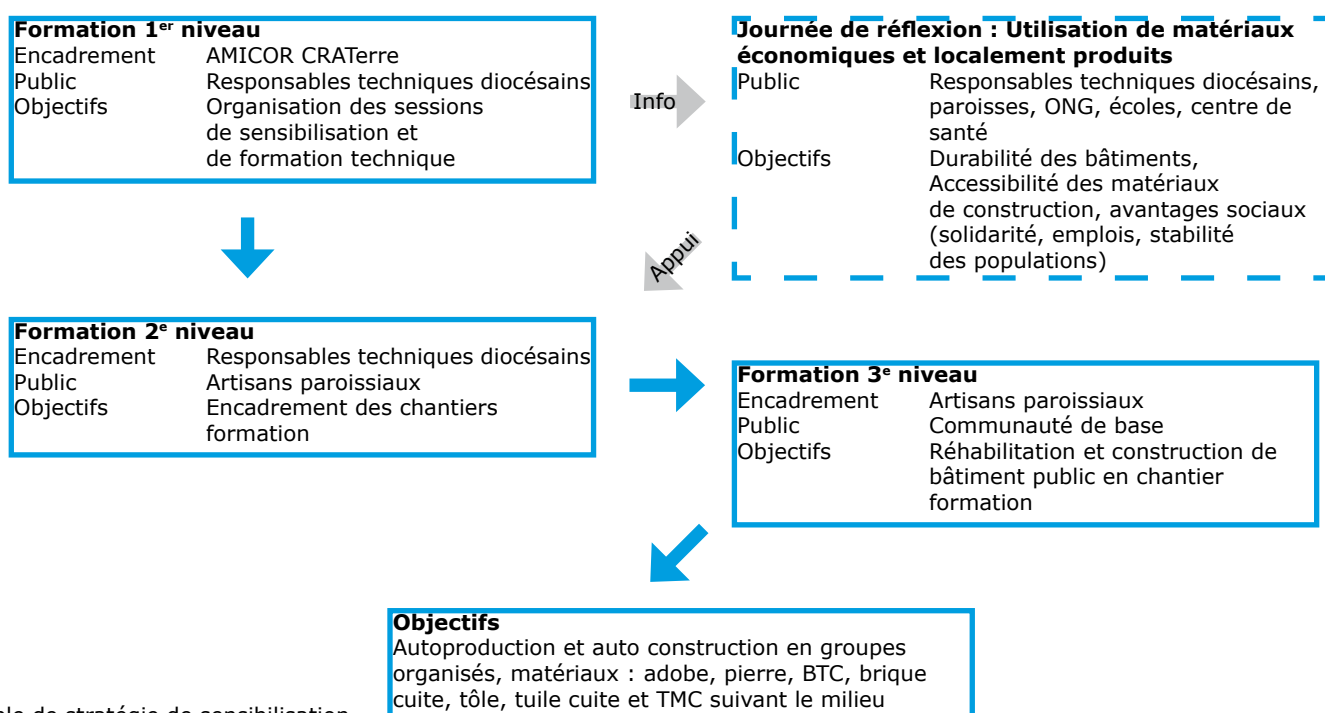 Formation 1er niveau
Encadrement AMICOR CRATerre
Public Responsables techniques diocésains
Objectifs Organisation des sessions
de sensibilisation et
de formation technique
Info
Journée de réflexion : Utilisation de matériaux
économiques et localement produits
Public Responsables techniques diocésains,
paroisses, ONG, écoles, centre de
santé
Objectifs Durabilité des bâtiments,
Accessibilité des matériaux
de construction, avantages sociaux
(solidarité, emplois, stabilité
des populations)
Appui
Formation 2e niveau
Encadrement Responsables techniques diocésains
Public Artisans paroissiaux
Objectifs Encadrement des chantiers
formation
Formation 3e niveau
Encadrement Artisans paroissiaux
Public Communauté de base
Objectifs Réhabilitation et construction de
bâtiment public en chantier
formation
Objectifs
Autoproduction et auto construction en groupes
organisés, matériaux : adobe, pierre, BTC, brique
cuite, tôle, tuile cuite et TMC suivant le milieu
de stratégie de sensibilisation